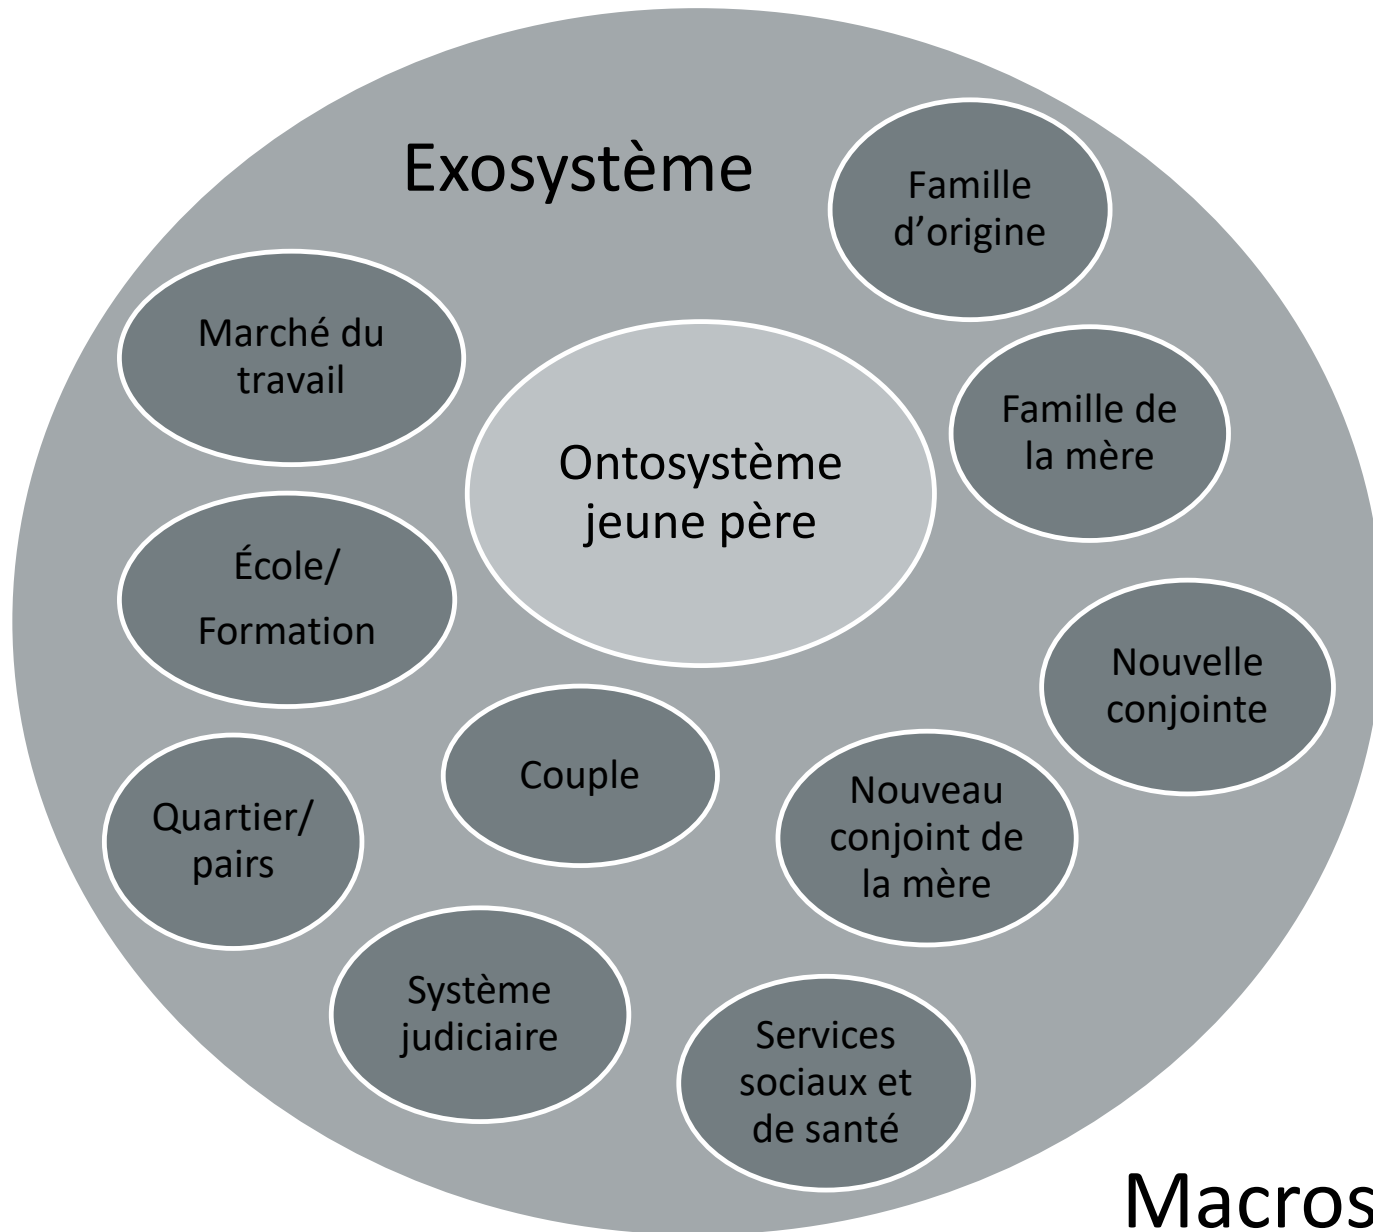 Exosystème
Famille
d’origine
Marché du
travail
Famille de
la mère
Ontosystème
jeune père
École/
Formation
Nouvelle
conjointe
Couple
Nouveau
conjoint de
la mère
Quartier/
pairs
Système
judiciaire
Services
sociaux et
de santé
Macros